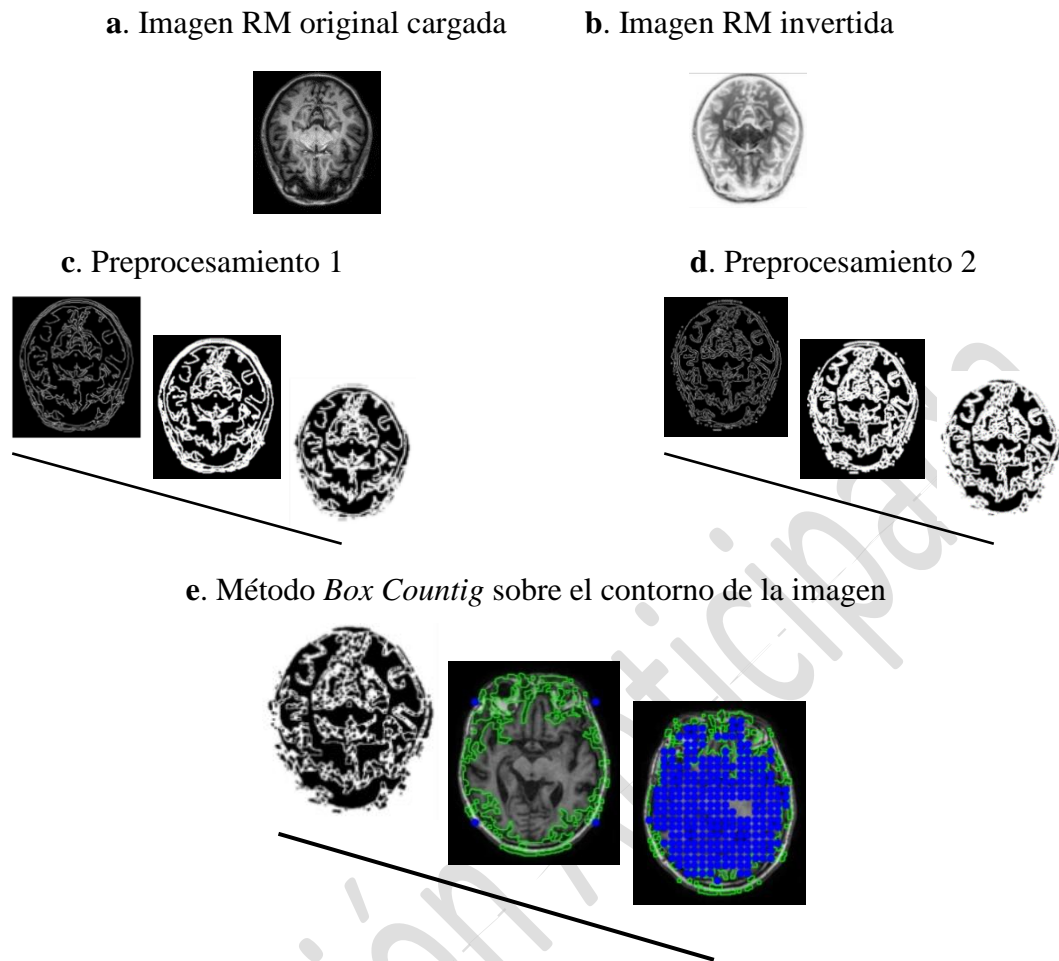 a. Imagen RM original cargada
b. Imagen RM invertida
c. Preprocesamiento 1
d. Preprocesamiento 2
e. Método Box Countig sobre el contorno de la imagen